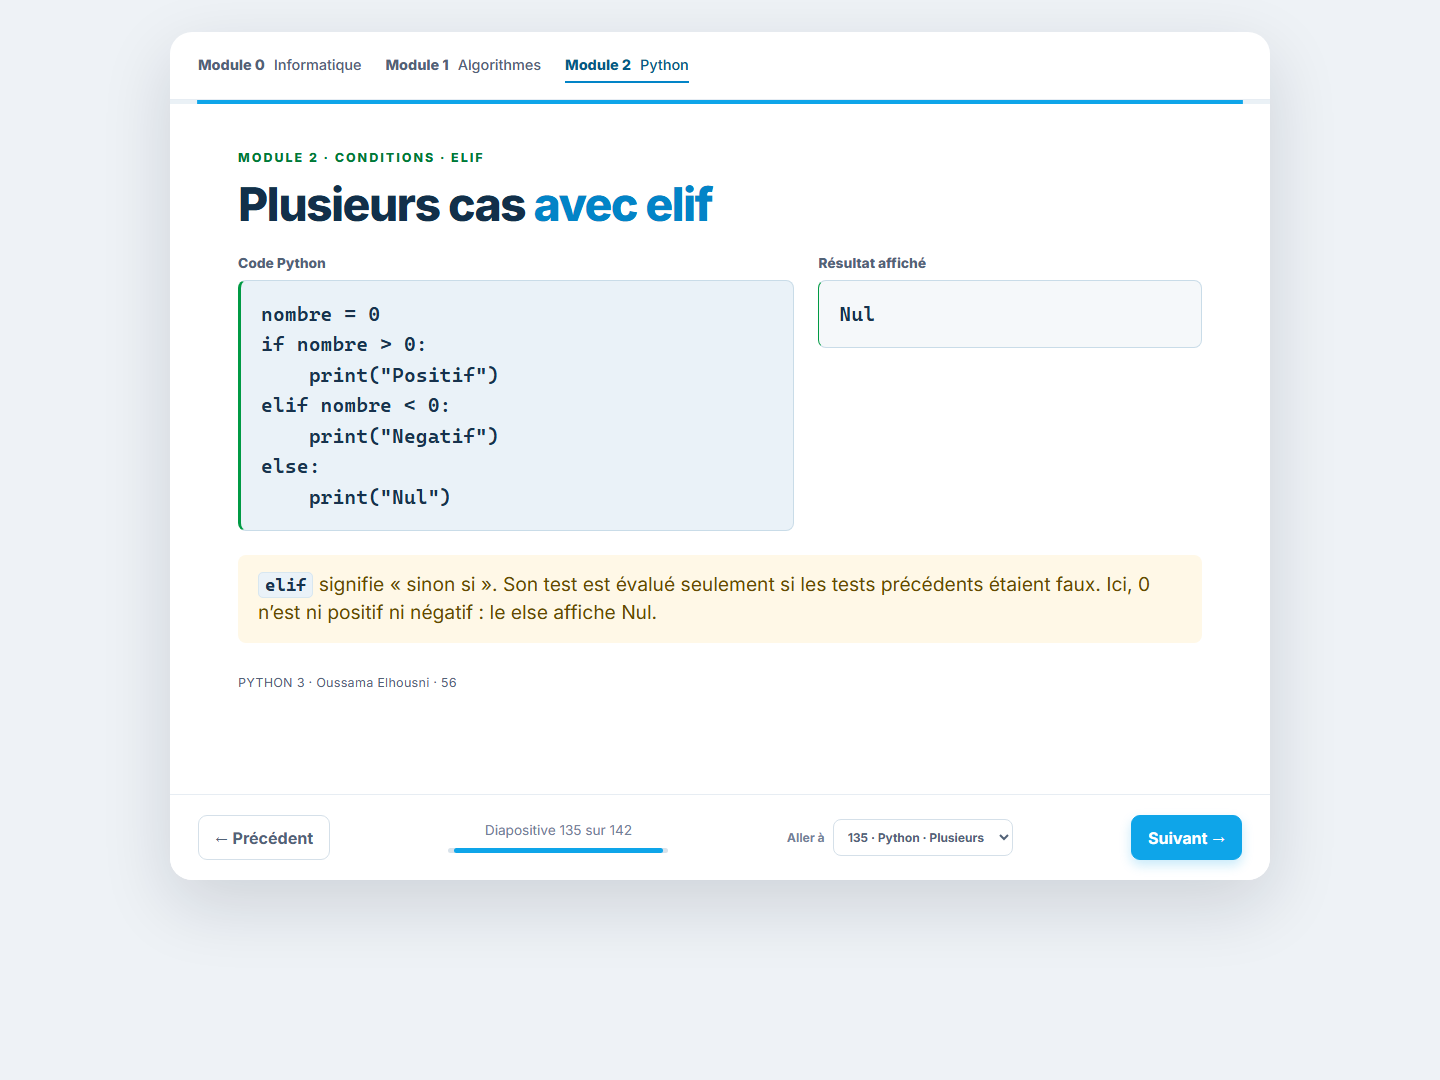 Module 0 Informatique Module 1 Algorithmes Module 2 Python
MODULE 2 · CONDITIONS · ELIF
Plusieurs cas avec elif
Code Python
nombre = 0
if nombre > 0:
    print("Positif")
elif nombre < 0:
    print("Negatif")
else:
    print("Nul")
Résultat affiché
Nul
elif signifie « sinon si ». Son test est évalué seulement si les tests précédents étaient faux. Ici, 0
n’est ni positif ni négatif : le else affiche Nul.
PYTHON 3 · Oussama Elhousni · 56
← Précédent
Diapositive 135 sur 142
Aller à
135 · Python · Plusieurs
Suivant →